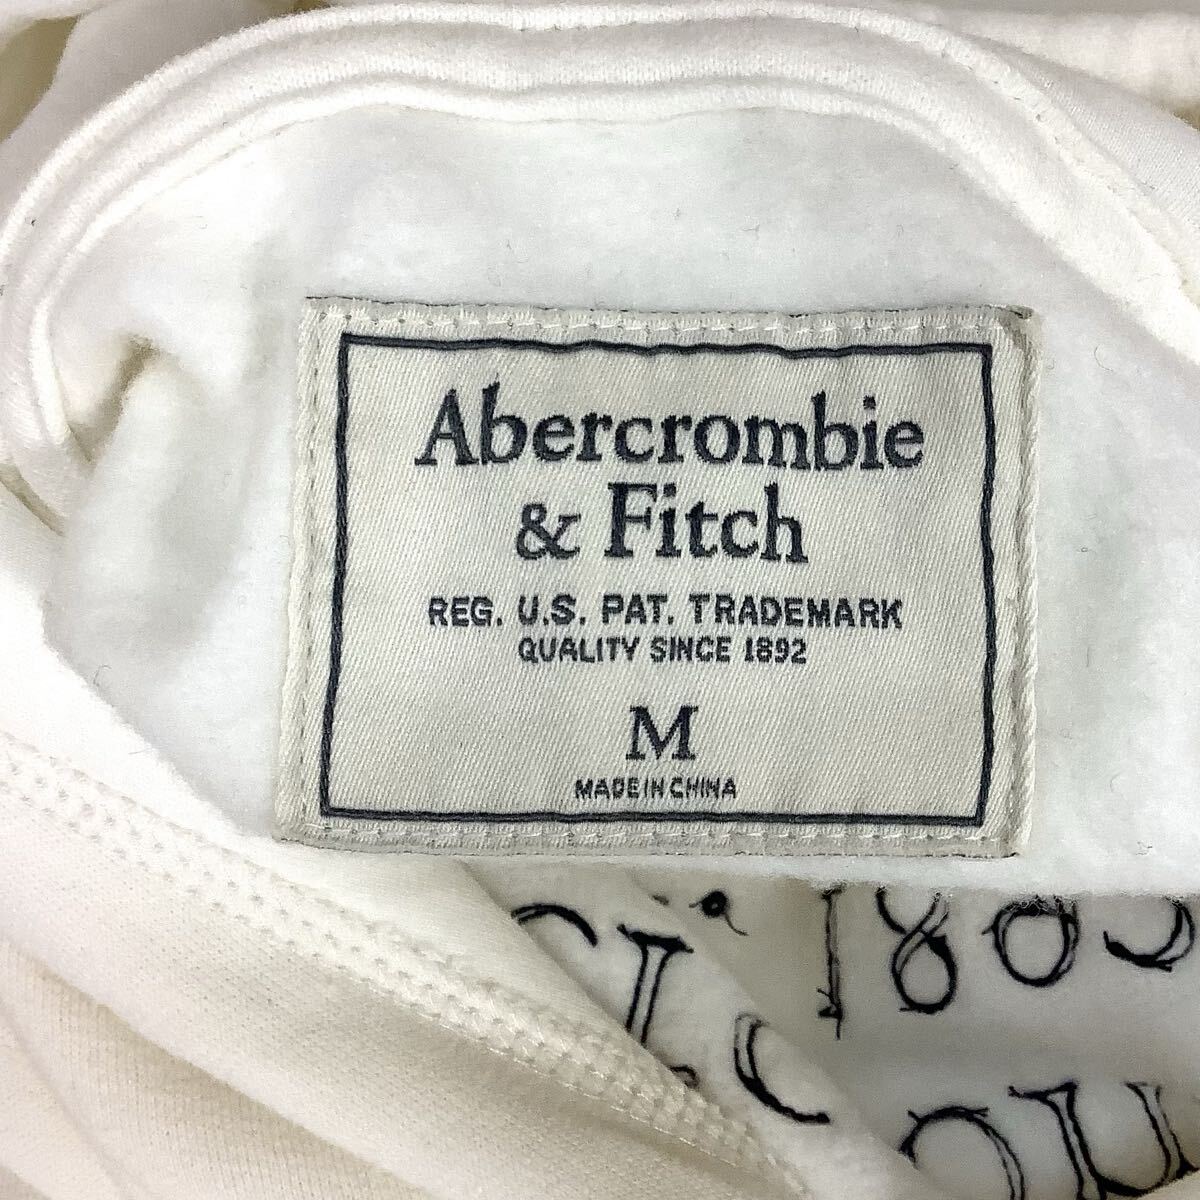 Abercrombie
& Fitch
REG. U.S. PAT. TRADEMARK
QUALITY SINCE 1892
M
MADE IN CHINA